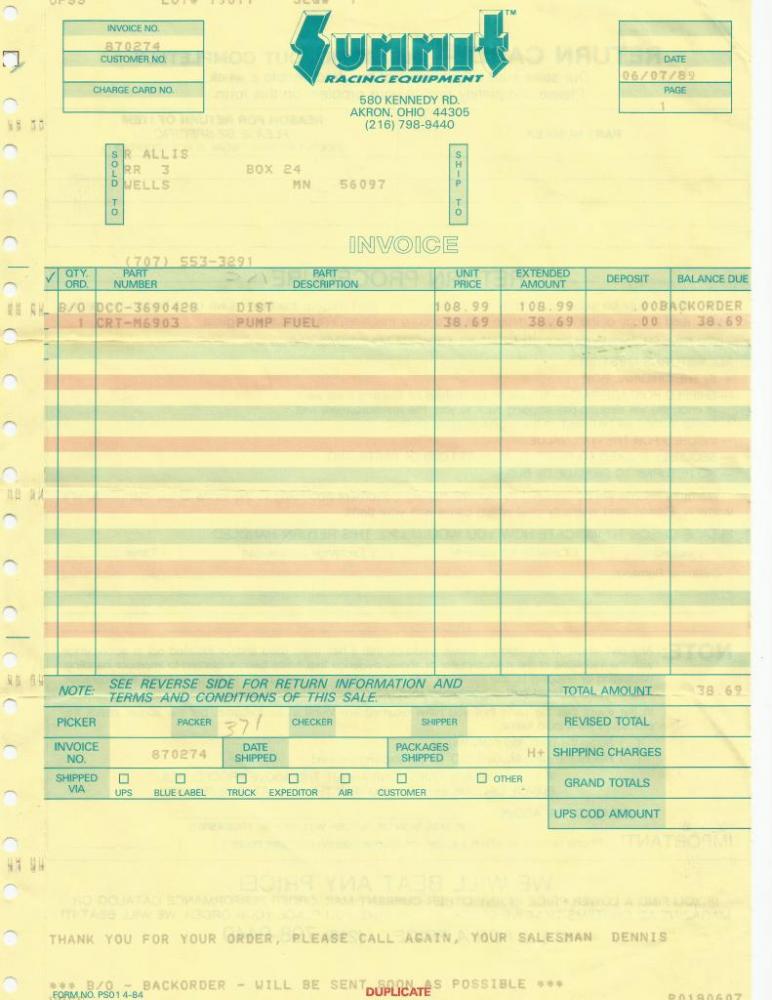 INVOICE NO.
870274
CUSTOMER NO.
CHARGE CARD NO.
SUMMIT™
RACING EQUIPMENT
580 KENNEDY RD.
AKRON, OHIO 44305
(216) 798-9440
DATE
06/07/89
PAGE
1
SOLD TO
R ALLIS
RR 3 BOX 24
WELLS MN 56097
(707) 553-3291
SHIP TO
INVOICE
✓ QTY. ORD. PART NUMBER PART DESCRIPTION UNIT PRICE EXTENDED AMOUNT DEPOSIT BALANCE DUE
B/O DCC-3690428 DIST 108.99 108.99 .00 BACKORDER
1 CRT-M6903 PUMP FUEL 38.69 38.69 .00 38.69
NOTE: SEE REVERSE SIDE FOR RETURN INFORMATION AND
TERMS AND CONDITIONS OF THIS SALE.
TOTAL AMOUNT 38.69
PICKER PACKER 371 CHECKER SHIPPER REVISED TOTAL
INVOICE NO. 870274 DATE SHIPPED PACKAGES SHIPPED H+ SHIPPING CHARGES
SHIPPED VIA UPS BLUE LABEL TRUCK EXPEDITOR AIR CUSTOMER OTHER GRAND TOTALS
UPS COD AMOUNT
THANK YOU FOR YOUR ORDER, PLEASE CALL AGAIN, YOUR SALESMAN DENNIS
*** B/O - BACKORDER - WILL BE SENT SOON AS POSSIBLE ***
FORM NO. PS01 4-84
DUPLICATE
R0180607